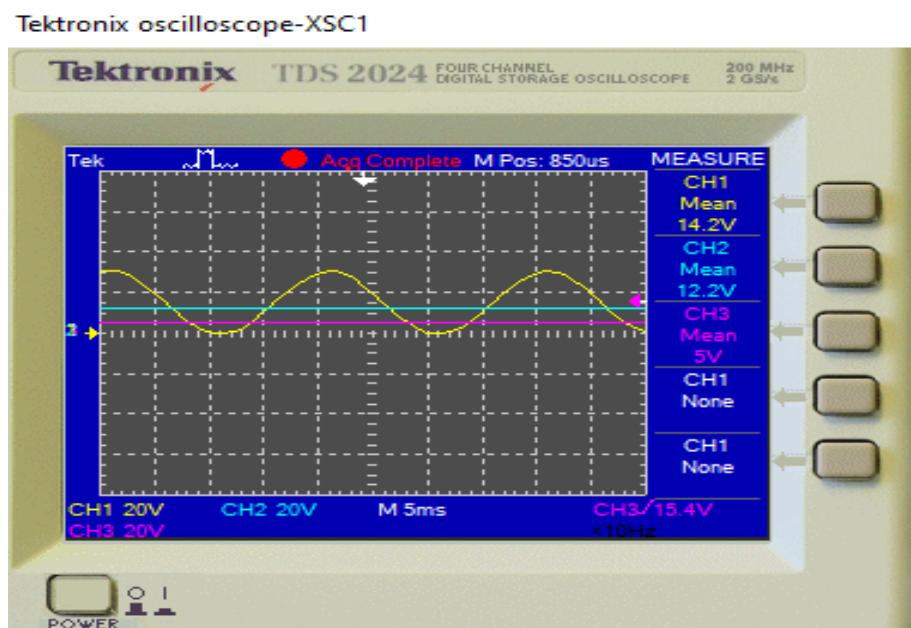 Tektronix oscilloscope-XSC1
Tektronix TDS 2024 FOUR CHANNEL DIGITAL STORAGE OSCILLOSCOPE 200 MHz 2 GS/s
Tek Acq Complete M Pos: 850us MEASURE
CH1
Mean
14.2V
CH2
Mean
12.2V
CH3
Mean
5V
CH1
None
CH1
None
CH1 20V CH2 20V M 5ms CH3/15.4V
CH3 20V <10Hz
POWER